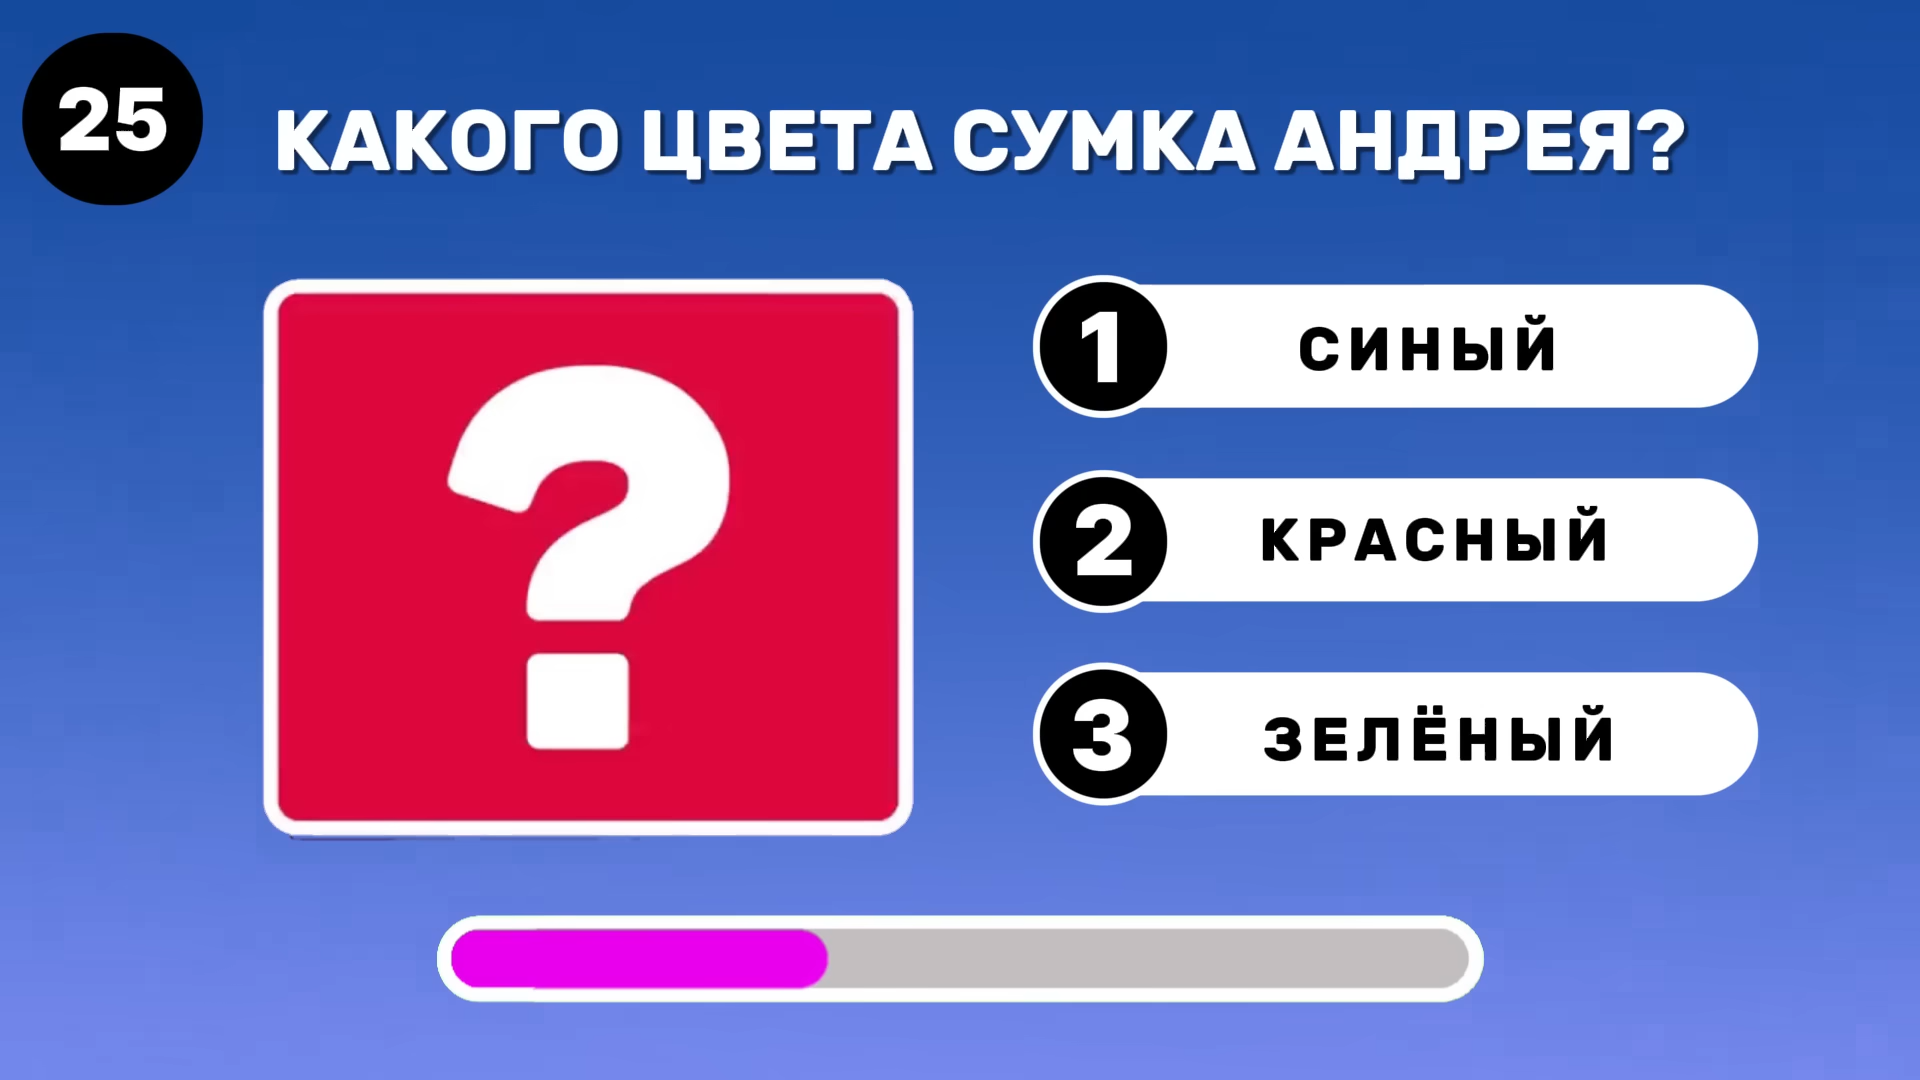 25
КАКОГО ЦВЕТА СУМКА АНДРЕЯ?
?
1 СИНЫЙ
2 КРАСНЫЙ
3 ЗЕЛЁНЫЙ